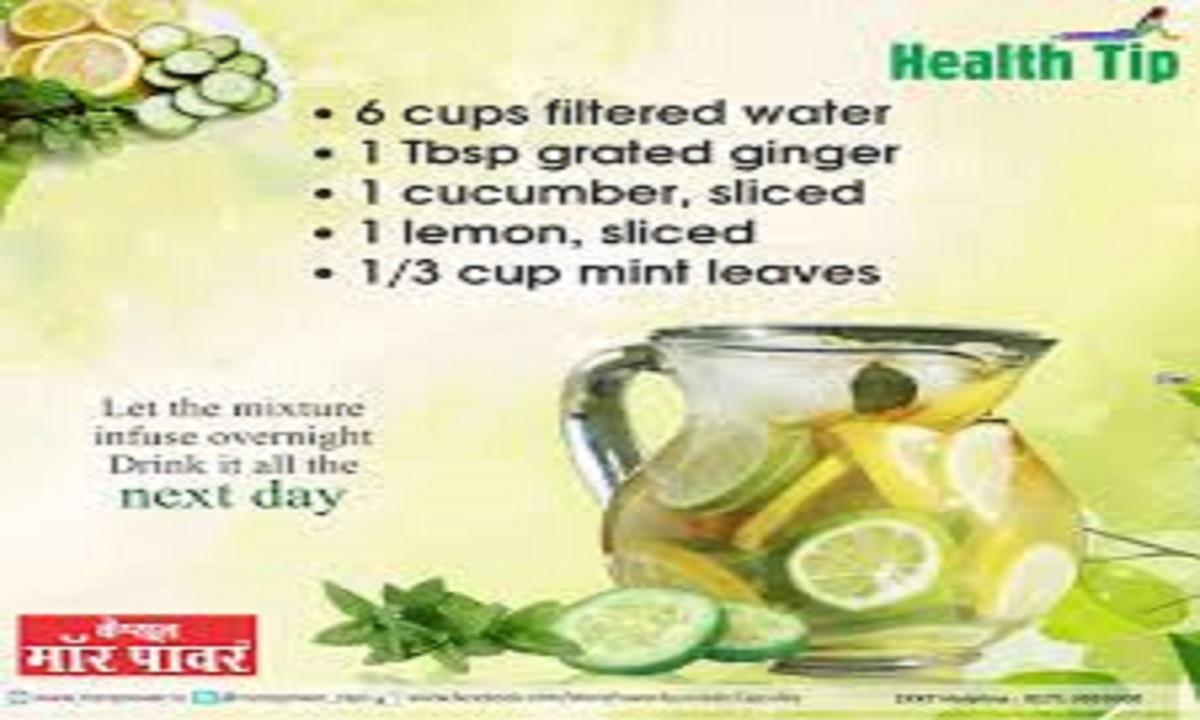 Health Tip
• 6 cups filtered water
• 1 Tbsp grated ginger
• 1 cucumber, sliced
• 1 lemon, sliced
• 1/3 cup mint leaves
Let the mixture
infuse overnight
Drink it all the
next day
कैप्सूल
मॉर पावर